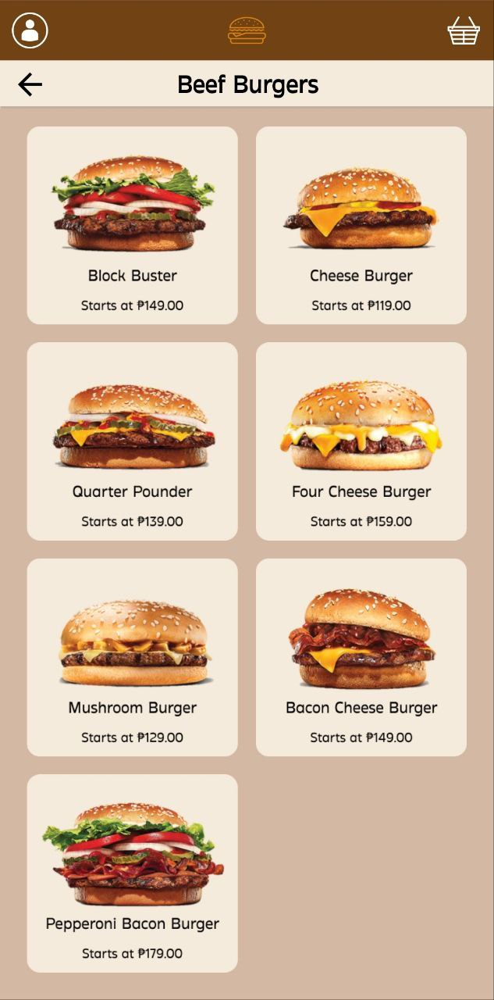 Beef Burgers
Block Buster
Starts at ₱149.00
Cheese Burger
Starts at ₱119.00
Quarter Pounder
Starts at ₱139.00
Four Cheese Burger
Starts at ₱159.00
Mushroom Burger
Starts at ₱129.00
Bacon Cheese Burger
Starts at ₱149.00
Pepperoni Bacon Burger
Starts at ₱179.00